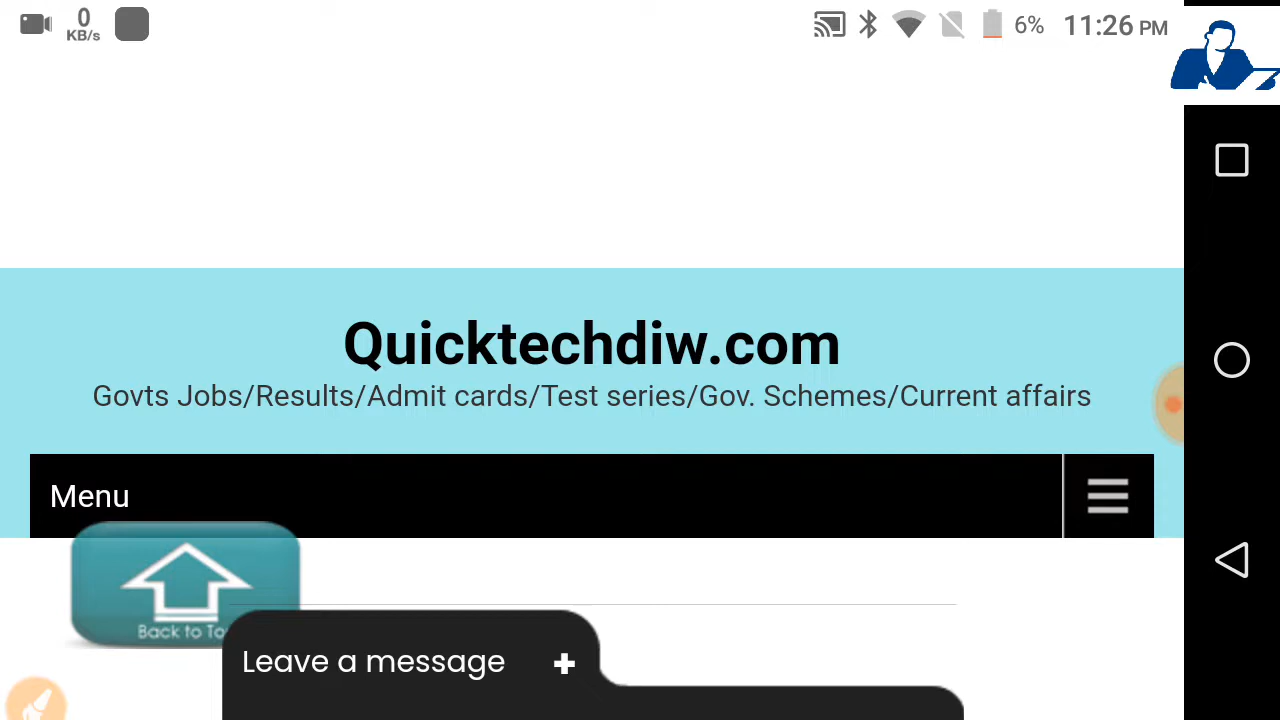 0
KB/s
6% 11:26 PM
Quicktechdiw.com
Govts Jobs/Results/Admit cards/Test series/Gov. Schemes/Current affairs
Menu
Back to To
Leave a message +